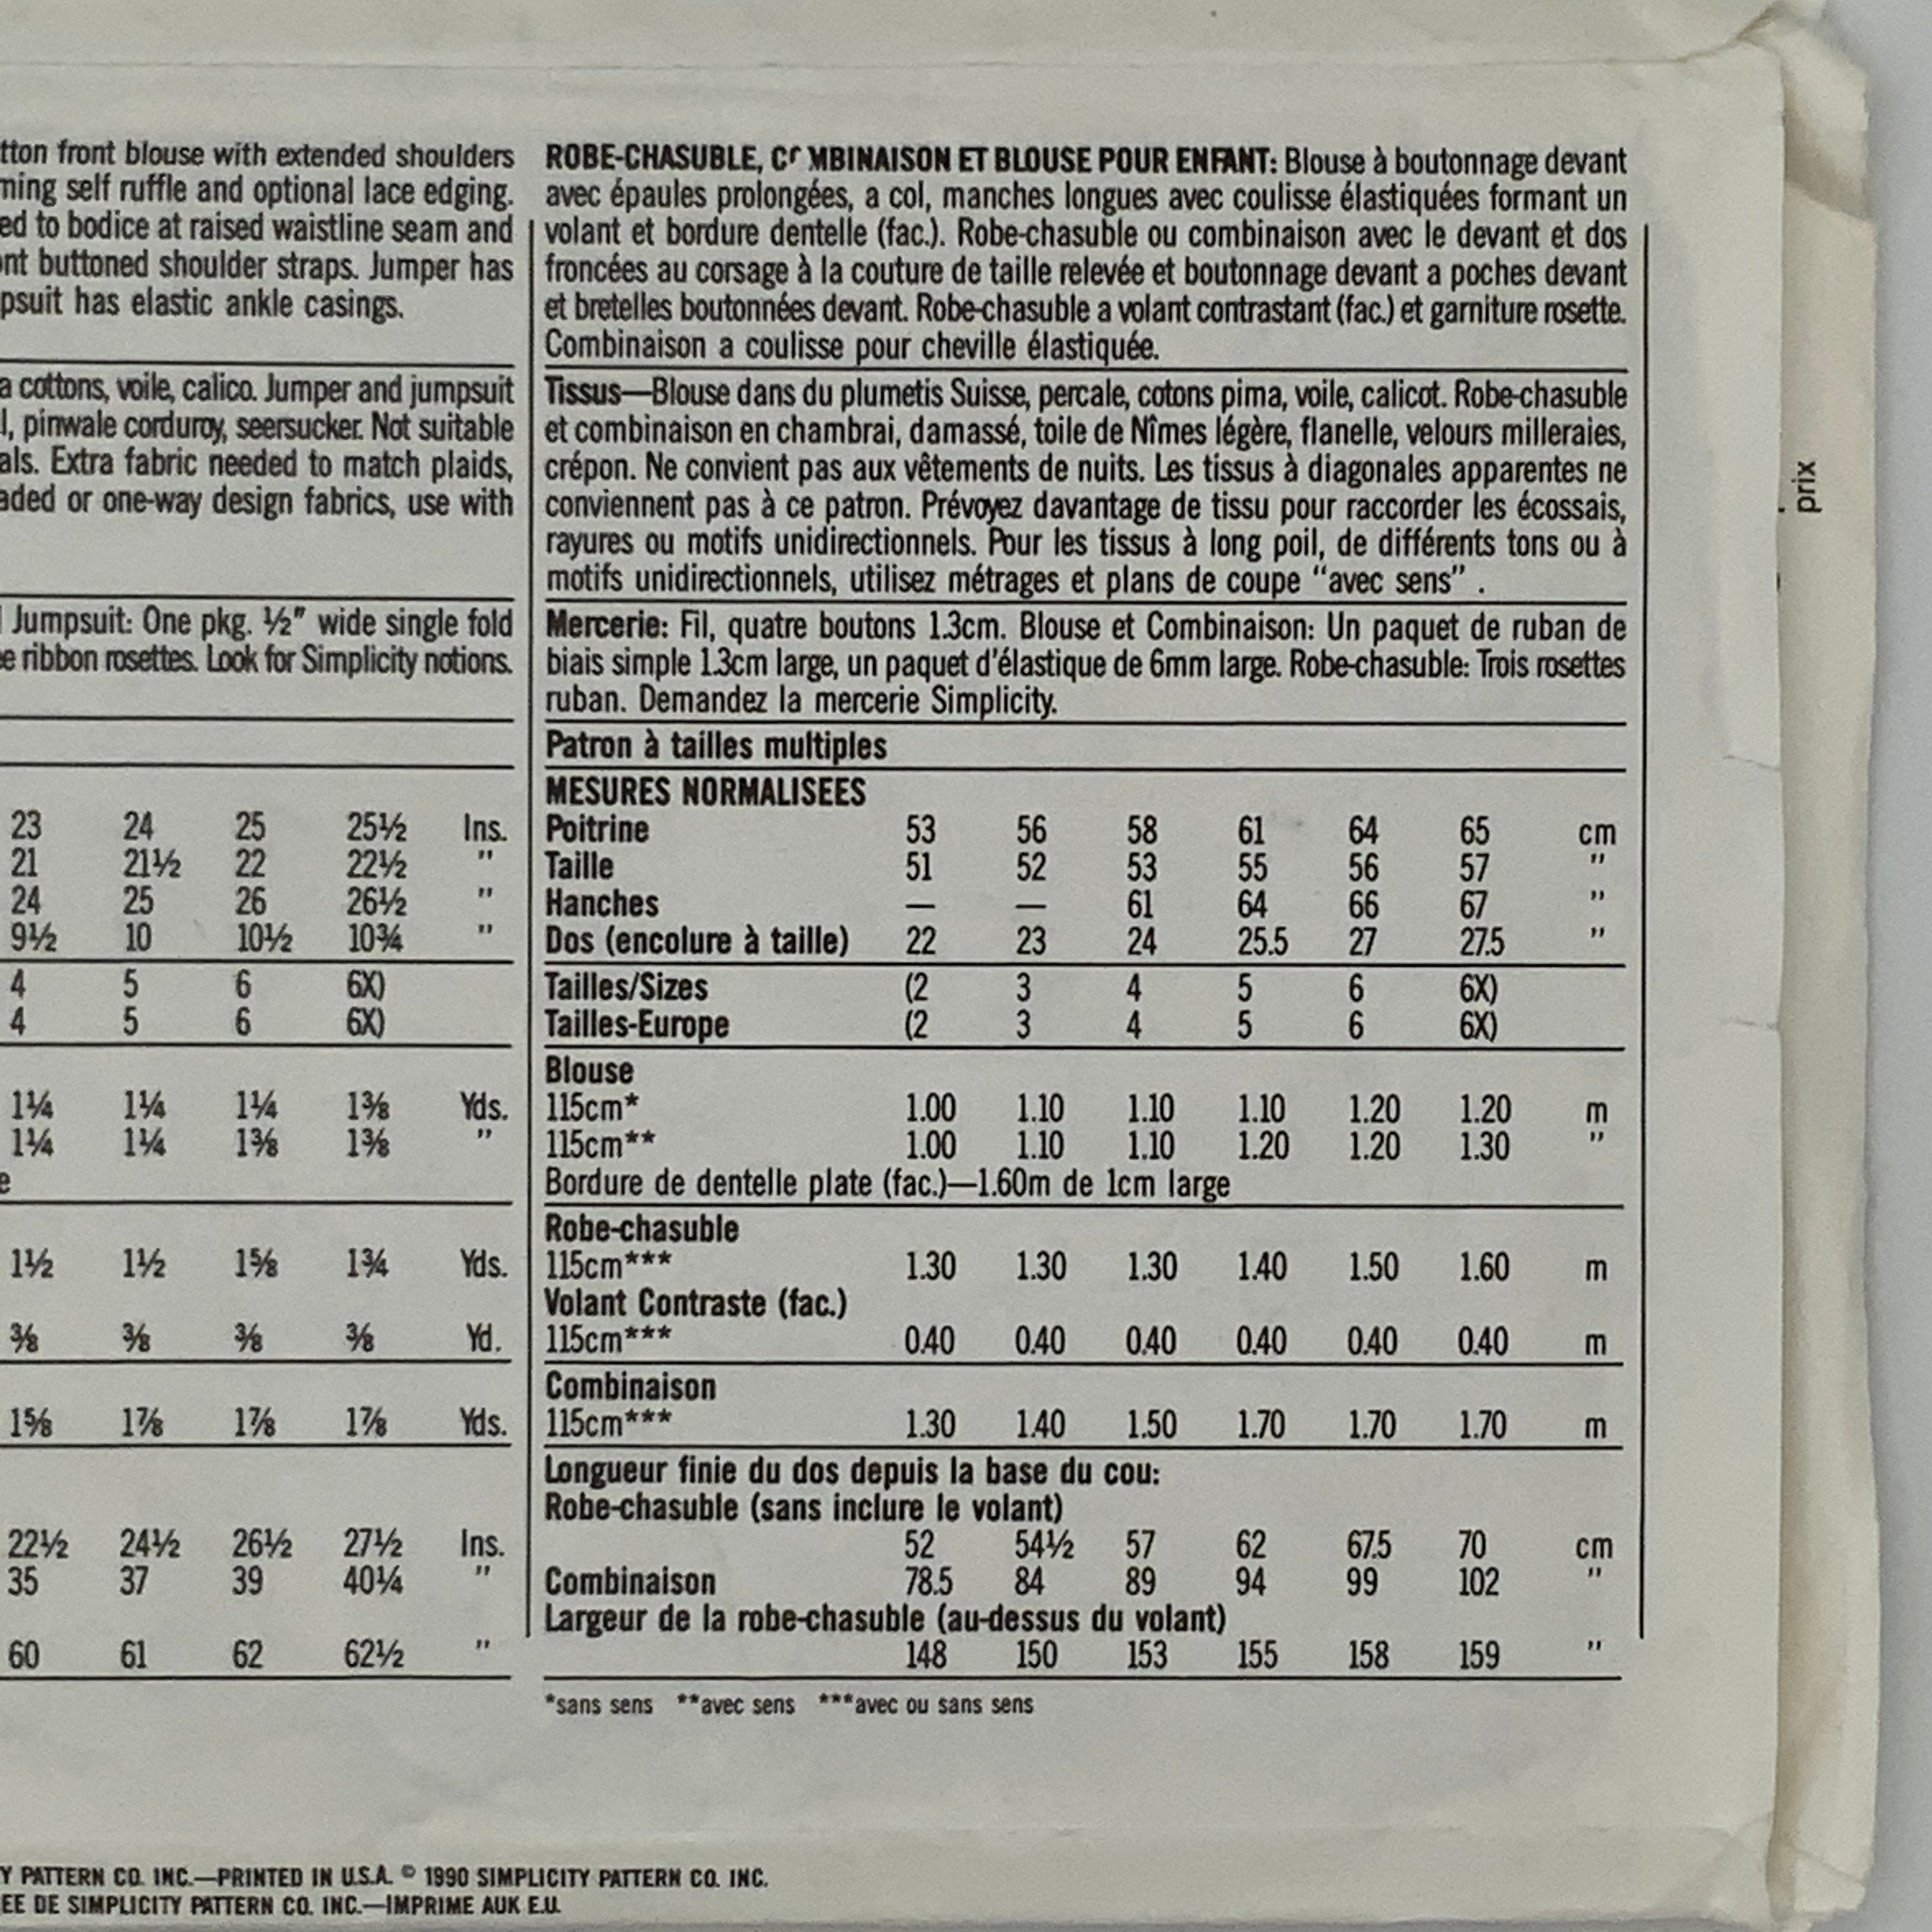 tton front blouse with extended shoulders
ming self ruffle and optional lace edging.
ed to bodice at raised waistline seam and
nt buttoned shoulder straps. Jumper has
psuit has elastic ankle casings.
a cottons, voile, calico. Jumper and jumpsuit
l, pinwale corduroy, seersucker. Not suitable
als. Extra fabric needed to match plaids,
aded or one-way design fabrics, use with
Jumpsuit: One pkg. ½" wide single fold
e ribbon rosettes. Look for Simplicity notions.
23 24 25 25½ Ins.
21 21½ 22 22½ "
24 25 26 26½ "
9½ 10 10½ 10¾ "
4 5 6 6X)
4 5 6 6X)
1¼ 1¼ 1¼ 1⅜ Yds.
1¼ 1¼ 1⅜ 1⅜ "
e
1½ 1½ 1⅝ 1¾ Yds.
⅜ ⅜ ⅜ ⅜ Yd.
1⅝ 1⅞ 1⅞ 1⅞ Yds.
22½ 24½ 26½ 27½ Ins.
35 37 39 40¼ "
60 61 62 62½ "
ROBE-CHASUBLE, C MBINAISON ET BLOUSE POUR ENFANT: Blouse à boutonnage devant
avec épaules prolongées, a col, manches longues avec coulisse élastiquées formant un
volant et bordure dentelle (fac.). Robe-chasuble ou combinaison avec le devant et dos
froncées au corsage à la couture de taille relevée et boutonnage devant a poches devant
et bretelles boutonnées devant. Robe-chasuble a volant contrastant (fac.) et garniture rosette.
Combinaison a coulisse pour cheville élastiquée.
Tissus—Blouse dans du plumetis Suisse, percale, cotons pima, voile, calicot. Robe-chasuble
et combinaison en chambrai, damassé, toile de Nîmes légère, flanelle, velours milleraies,
crépon. Ne convient pas aux vêtements de nuits. Les tissus à diagonales apparentes ne
conviennent pas à ce patron. Prévoyez davantage de tissu pour raccorder les écossais,
rayures ou motifs unidirectionnels. Pour les tissus à long poil, de différents tons ou à
motifs unidirectionnels, utilisez métrages et plans de coupe "avec sens" .
Mercerie: Fil, quatre boutons 1.3cm. Blouse et Combinaison: Un paquet de ruban de
biais simple 1.3cm large, un paquet d'élastique de 6mm large. Robe-chasuble: Trois rosettes
ruban. Demandez la mercerie Simplicity.
Patron à tailles multiples
MESURES NORMALISEES
Poitrine 53 56 58 61 64 65 cm
Taille 51 52 53 55 56 57 "
Hanches — — 61 64 66 67 "
Dos (encolure à taille) 22 23 24 25.5 27 27.5 "
Tailles/Sizes (2 3 4 5 6 6X)
Tailles-Europe (2 3 4 5 6 6X)
Blouse
115cm* 1.00 1.10 1.10 1.10 1.20 1.20 m
115cm** 1.00 1.10 1.10 1.20 1.20 1.30 "
Bordure de dentelle plate (fac.)—1.60m de 1cm large
Robe-chasuble
115cm*** 1.30 1.30 1.30 1.40 1.50 1.60 m
Volant Contraste (fac.)
115cm*** 0.40 0.40 0.40 0.40 0.40 0.40 m
Combinaison
115cm*** 1.30 1.40 1.50 1.70 1.70 1.70 m
Longueur finie du dos depuis la base du cou:
Robe-chasuble (sans inclure le volant)
52 54½ 57 62 67.5 70 cm
Combinaison 78.5 84 89 94 99 102 "
Largeur de la robe-chasuble (au-dessus du volant)
148 150 153 155 158 159 "
*sans sens **avec sens ***avec ou sans sens
prix
Y PATTERN CO. INC.—PRINTED IN U.S.A. © 1990 SIMPLICITY PATTERN CO. INC.
EE DE SIMPLICITY PATTERN CO. INC.—IMPRIME AUK E.U.